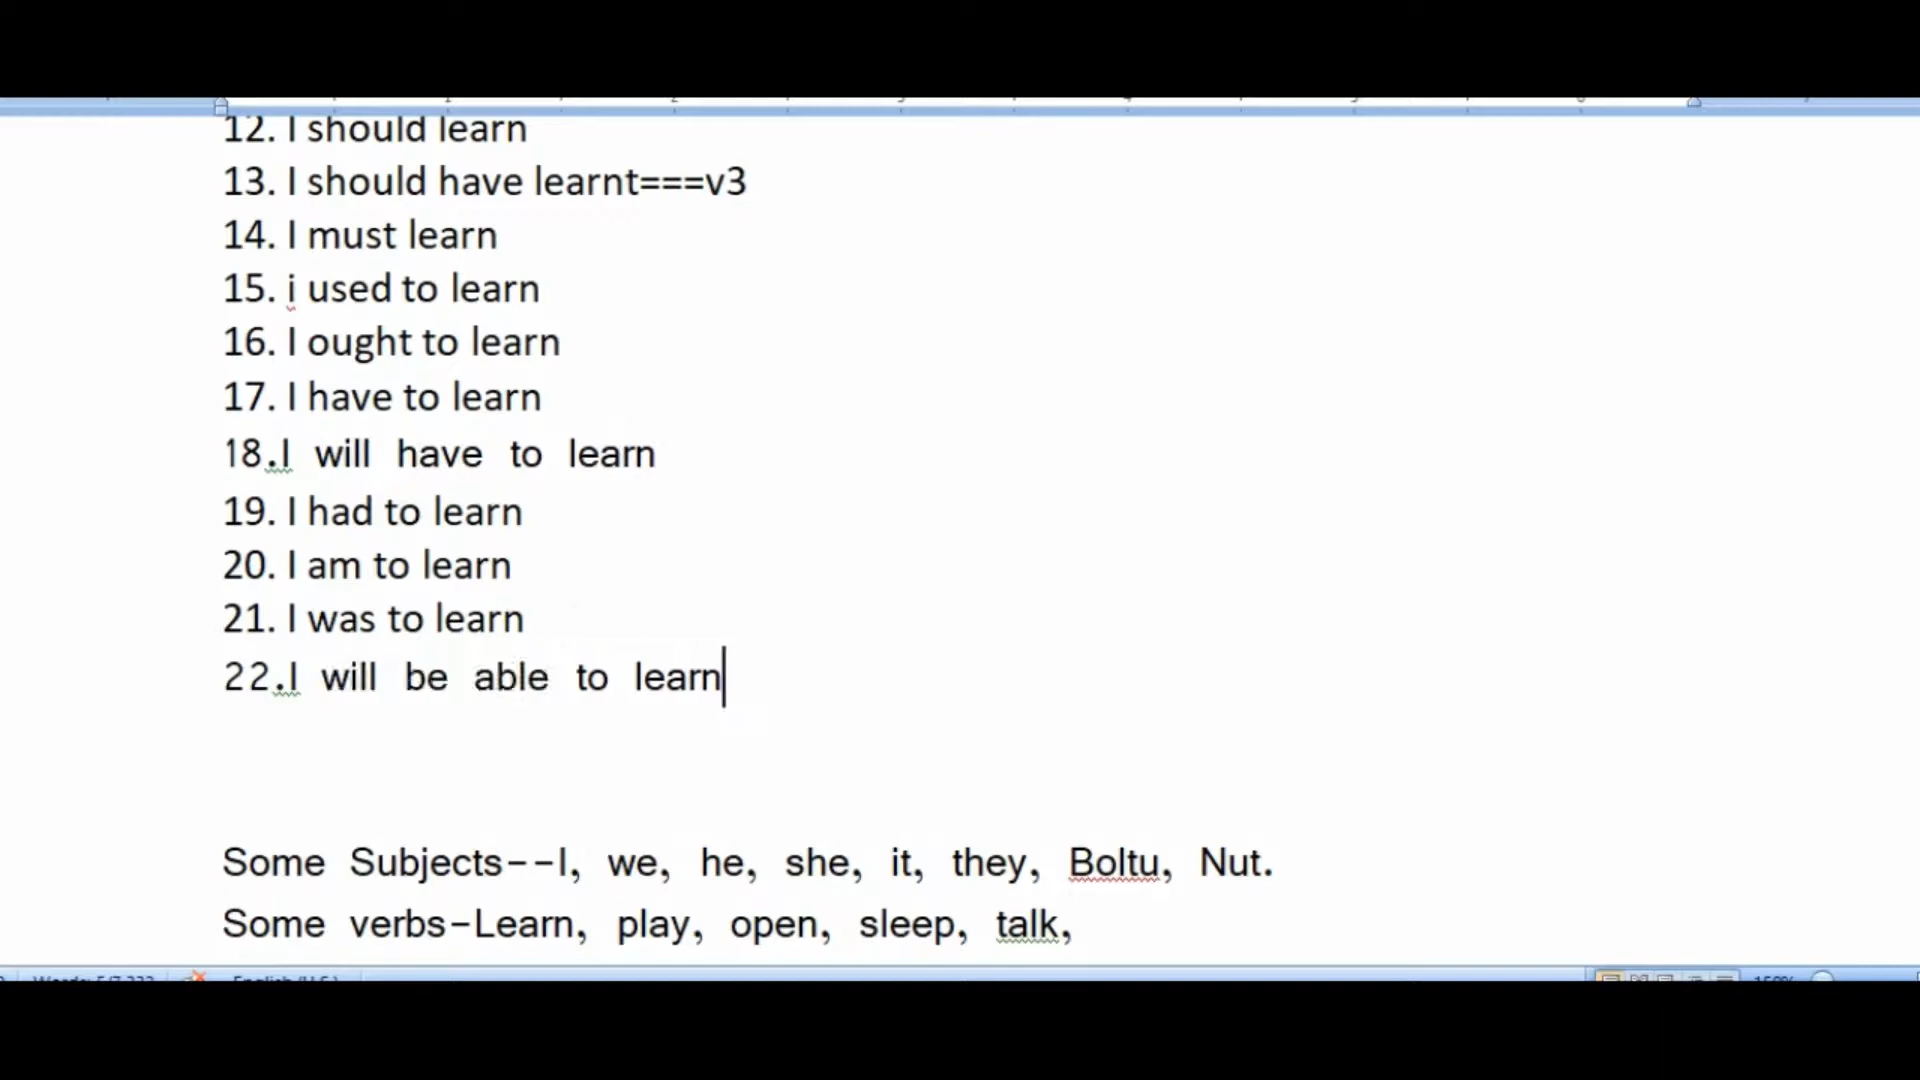 12. I should learn
13. I should have learnt===v3
14. I must learn
15. i used to learn
16. I ought to learn
17. I have to learn
18.I will have to learn
19. I had to learn
20. I am to learn
21. I was to learn
22.I will be able to learn
Some Subjects--I, we, he, she, it, they, Boltu, Nut.
Some verbs-Learn, play, open, sleep, talk,